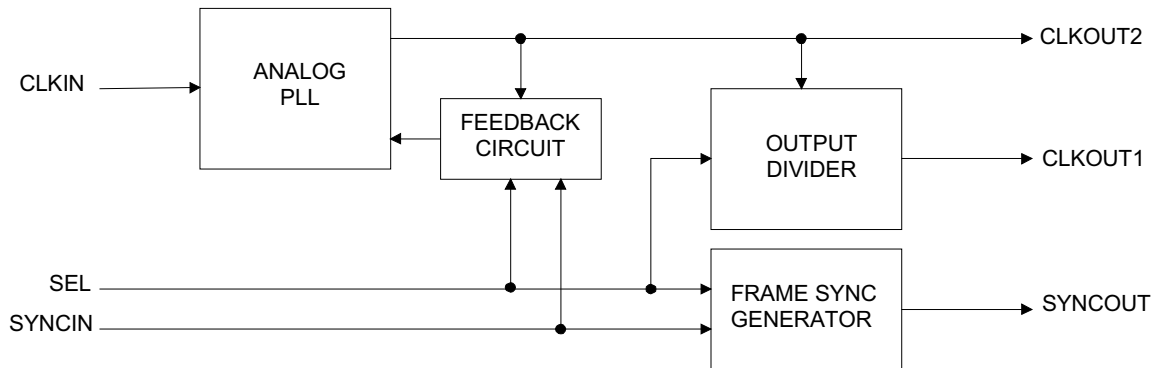 CLKIN
ANALOG
PLL
FEEDBACK
CIRCUIT
OUTPUT
DIVIDER
CLKOUT2
CLKOUT1
SEL
SYNCIN
FRAME SYNC
GENERATOR
SYNCOUT